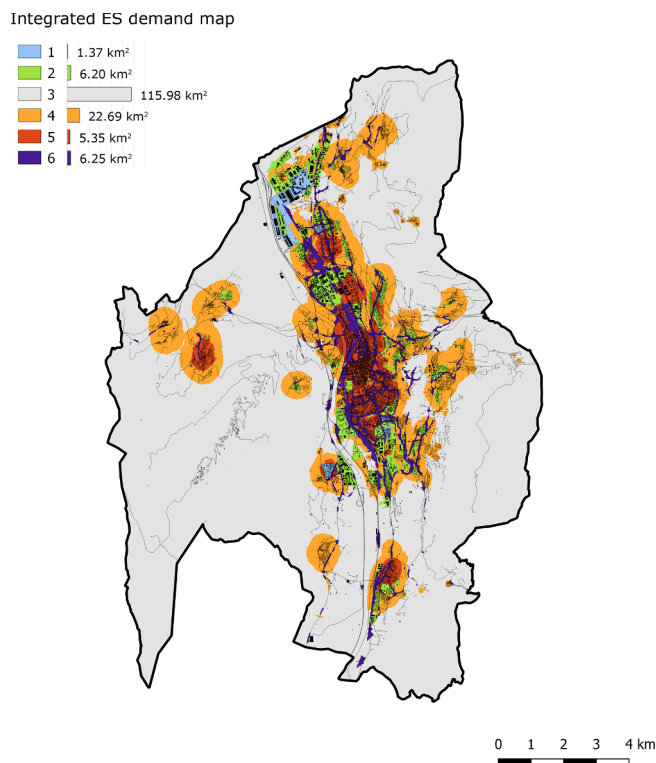 Integrated ES demand map
1 1.37 km²
2 6.20 km²
3 115.98 km²
4 22.69 km²
5 5.35 km²
6 6.25 km²
0 1 2 3 4 km